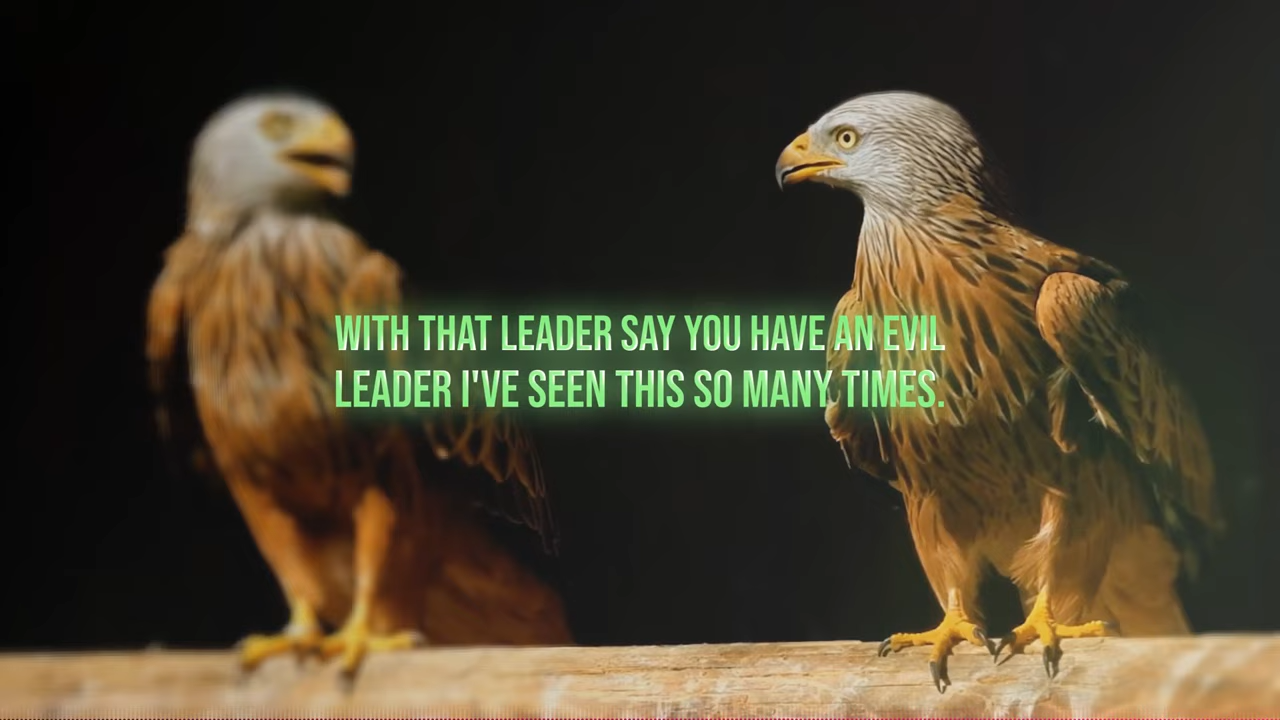 WITH THAT LEADER SAY YOU HAVE AN EVIL
LEADER I'VE SEEN THIS SO MANY TIMES.